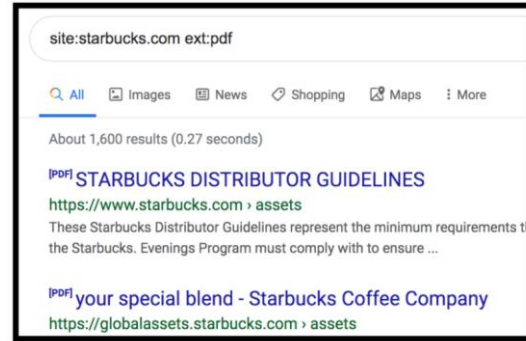 site:starbucks.com ext:pdf
All Images News Shopping Maps More
About 1,600 results (0.27 seconds)
[PDF] STARBUCKS DISTRIBUTOR GUIDELINES
https://www.starbucks.com › assets
These Starbucks Distributor Guidelines represent the minimum requirements
the Starbucks. Evenings Program must comply with to ensure ...
[PDF] your special blend - Starbucks Coffee Company
https://globalassets.starbucks.com › assets